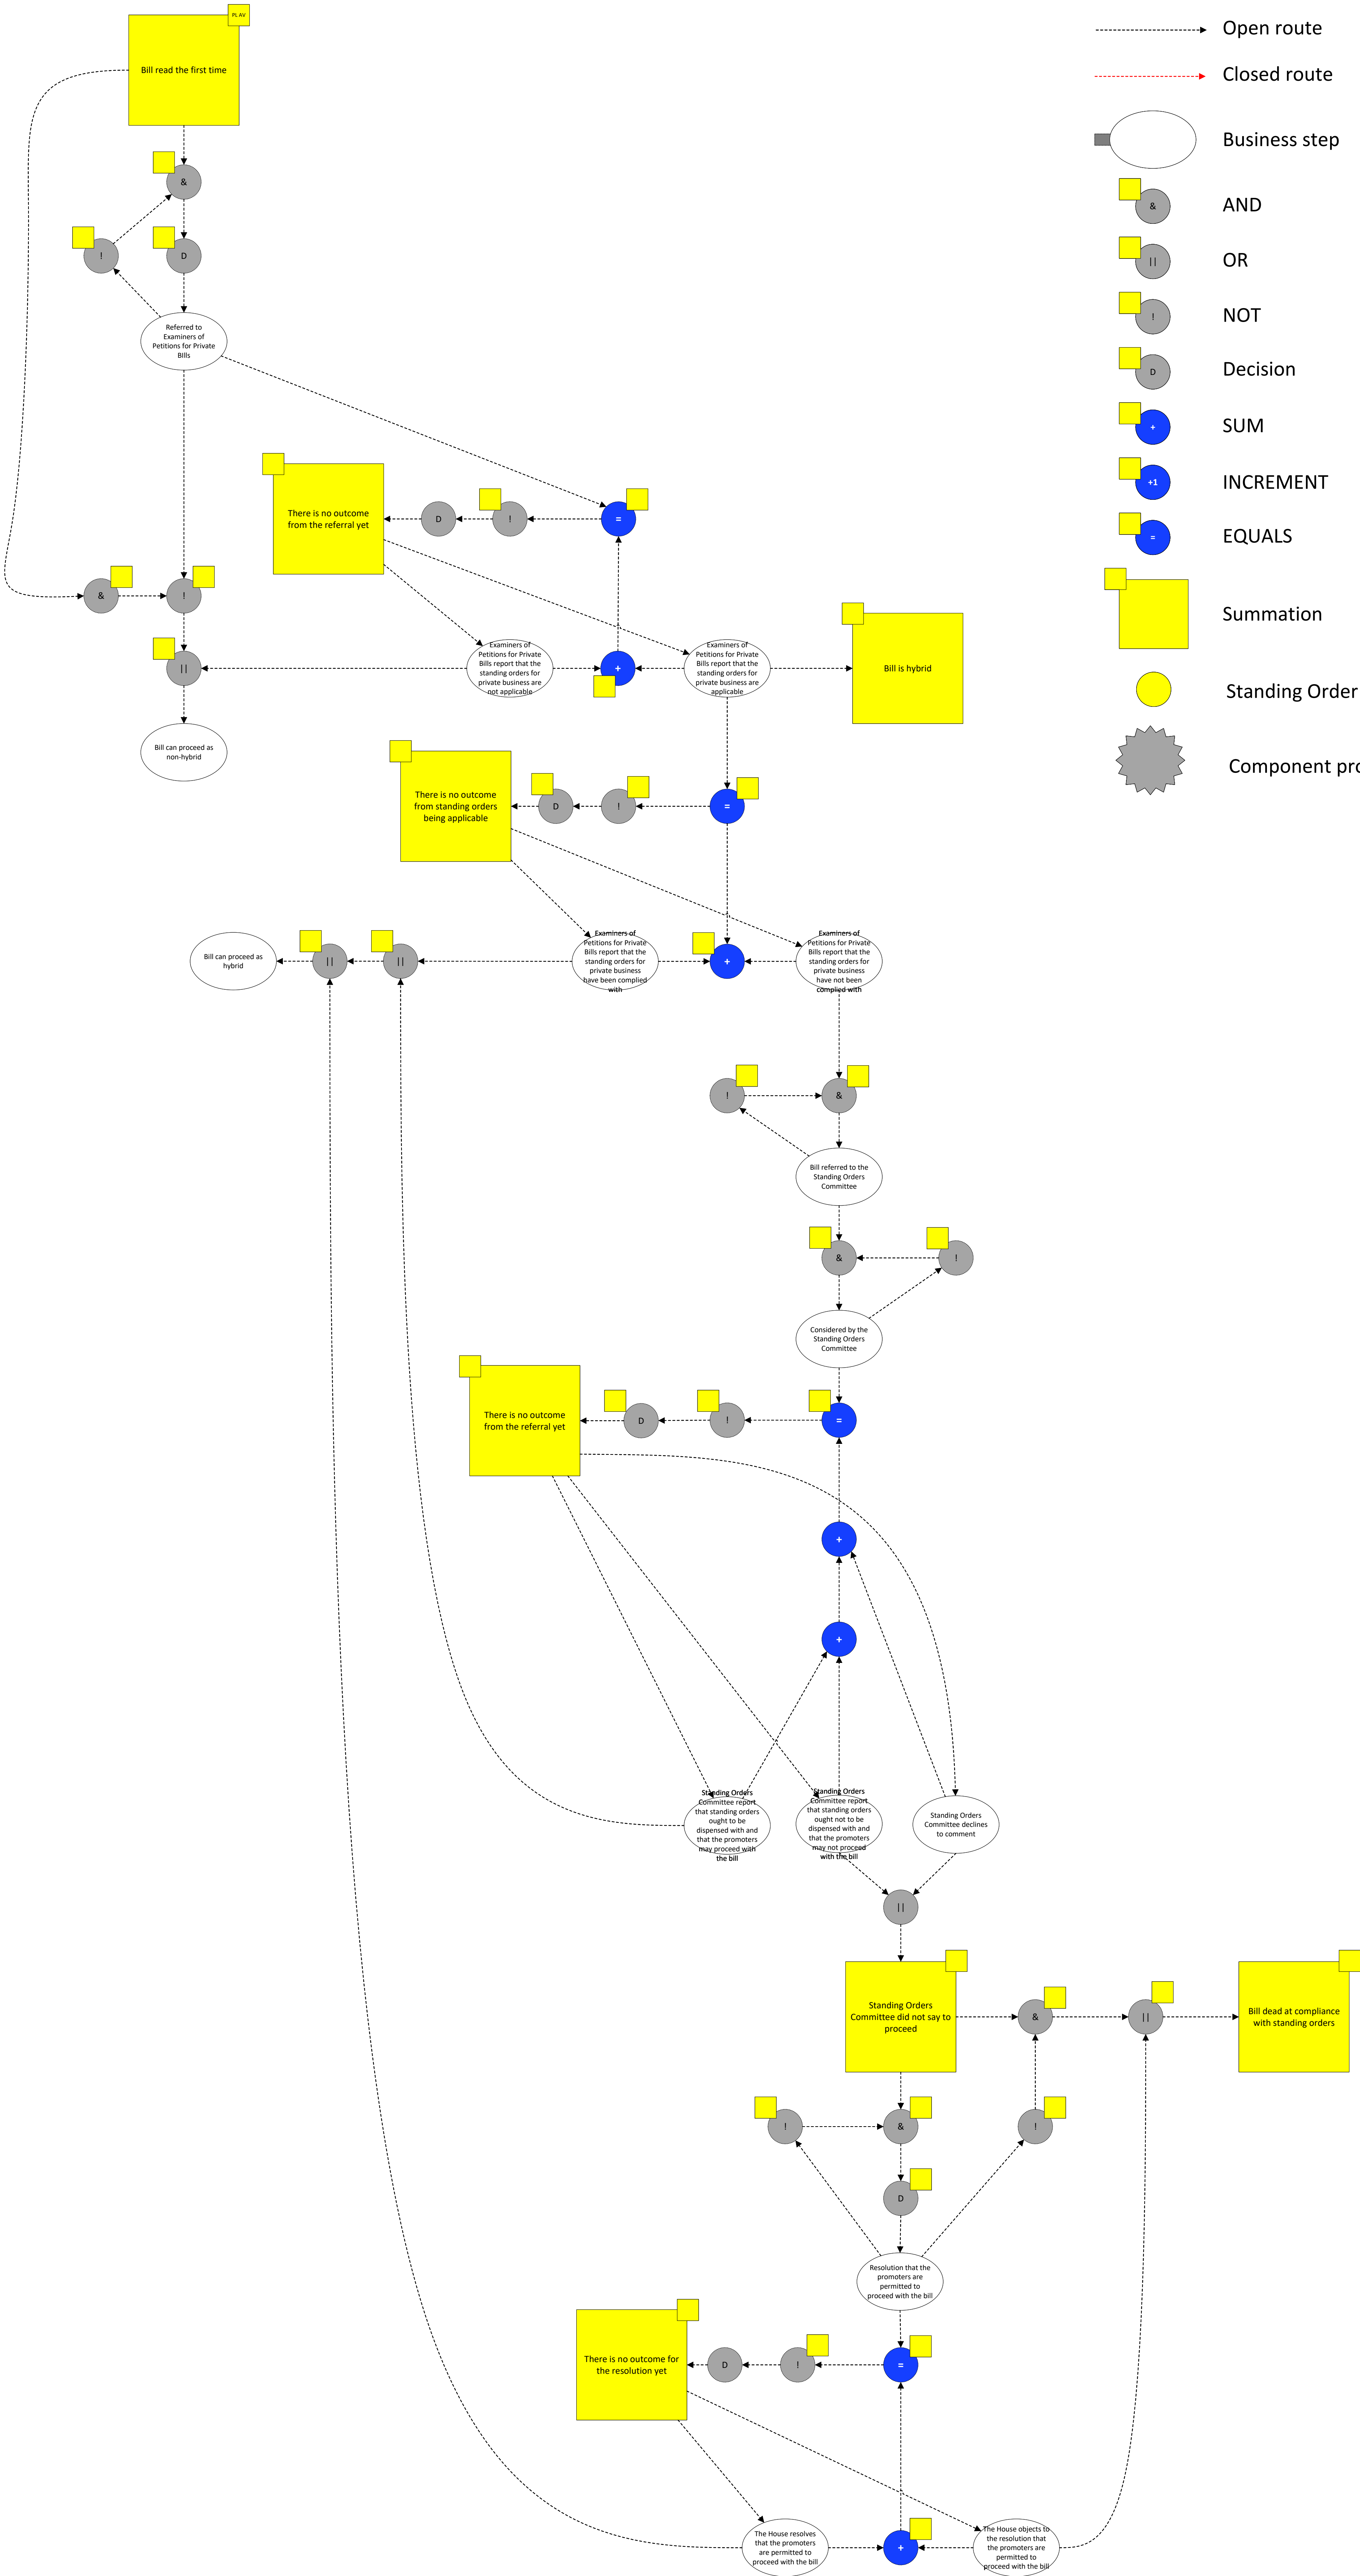 PLAV
Bill read the first time
&
!
D
Referred to
Examiners of
Petitions for Private
BIlls
There is no outcome
from the referral yet
D
!
=
&
!
||
Examiners of
Petitions for Private
Bills report that the
standing orders for
private business are
not applicable
+
Examiners of
Petitions for Private
Bills report that the
standing orders for
private business are
applicable
Bill is hybrid
Bill can proceed as
non-hybrid
There is no outcome
from standing orders
being applicable
D
!
=
Bill can proceed as
hybrid
||
||
Examiners of
Petitions for Private
Bills report that the
standing orders for
private business
have been complied
with
+
Examiners of
Petitions for Private
Bills report that the
standing orders for
private business
have not been
complied with
!
&
Bill referred to the
Standing Orders
Committee
&
!
Considered by the
Standing Orders
Committee
There is no outcome
from the referral yet
D
!
=
+
+
Standing Orders
Committee report
that standing orders
ought to be
dispensed with and
that the promoters
may proceed with
the bill
Standing Orders
Committee report
that standing orders
ought not to be
dispensed with and
that the promoters
may not proceed
with the bill
Standing Orders
Committee declines
to comment
||
Standing Orders
Committee did not say to
proceed
&
||
Bill dead at compliance
with standing orders
!
&
!
D
Resolution that the
promoters are
permitted to
proceed with the bill
There is no outcome for
the resolution yet
D
!
=
The House resolves
that the promoters
are permitted to
proceed with the bill
+
The House objects to
the resolution that
the promoters are
permitted to
proceed with the bill
Open route
Closed route
Business step
&
AND
||
OR
!
NOT
D
Decision
+
SUM
+1
INCREMENT
=
EQUALS
Summation
Standing Order
Component pro